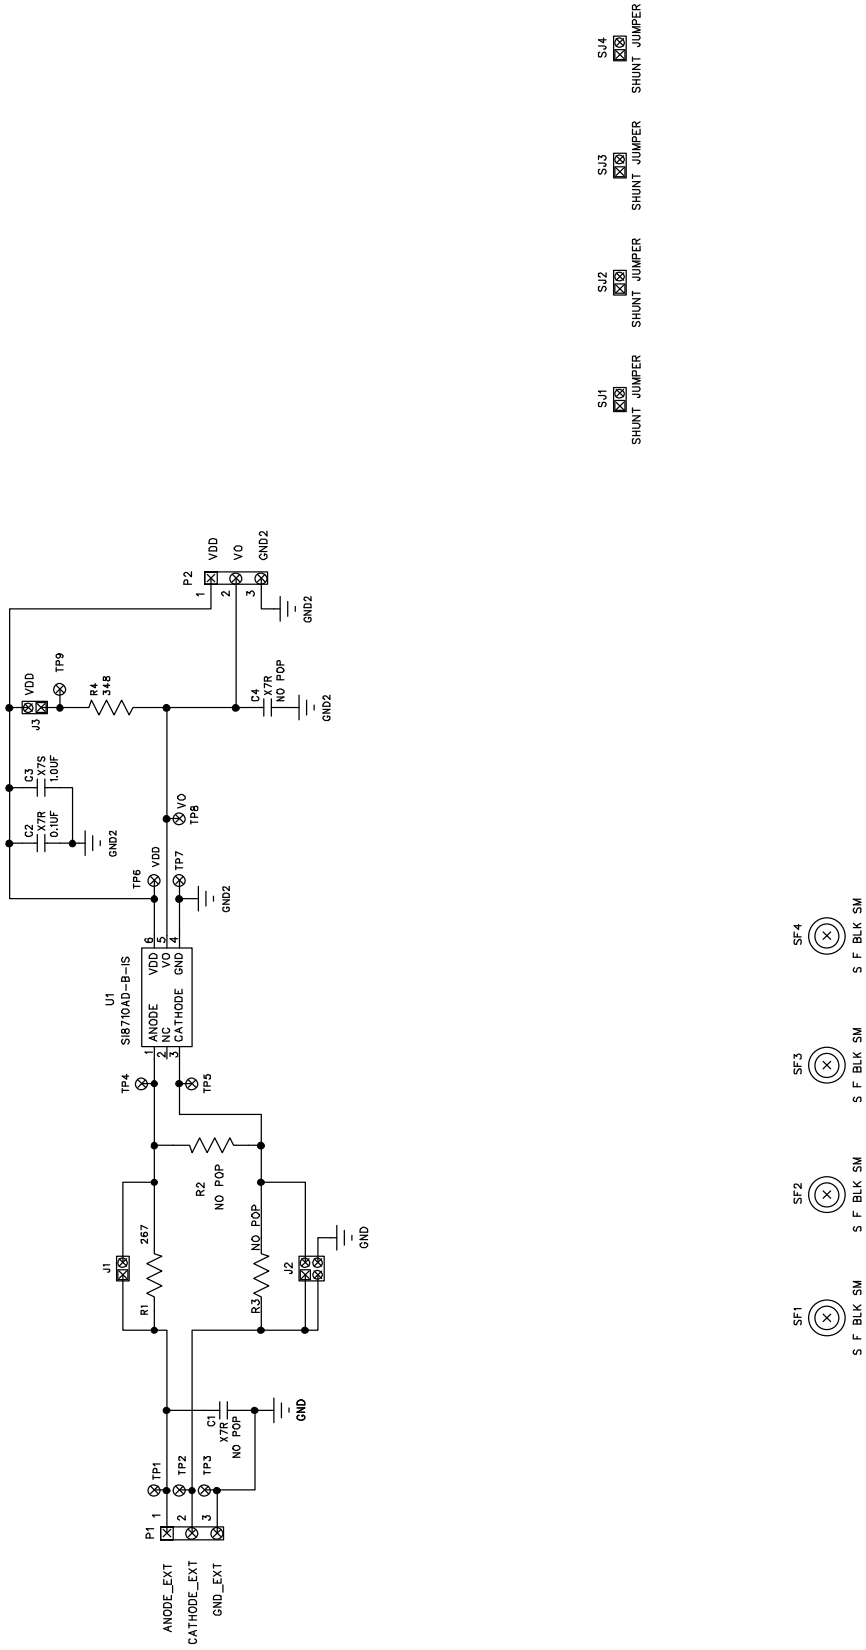 P1
ANODE_EXT
CATHODE_EXT
GND_EXT
1
2
3
TP1
TP2
TP3
C1
X7R
NO POP
GND
J1
R1
267
R3
NO POP
J2
GND
R2
NO POP
TP4
TP5
U1
SI8710AD-B-IS
1
2
3
ANODE
NC
CATHODE
VDD
VO
GND
6
5
4
TP6
VDD
TP7
GND2
TP8
VO
C2
X7R
0.1UF
GND2
C3
X7S
1.0UF
J3
VDD
TP9
R4
348
C4
X7R
NO POP
GND2
P2
1
2
3
VDD
VO
GND2
GND2
SJ1
SHUNT JUMPER
SJ2
SHUNT JUMPER
SJ3
SHUNT JUMPER
SJ4
SHUNT JUMPER
SF1
S F BLK SM
SF2
S F BLK SM
SF3
S F BLK SM
SF4
S F BLK SM